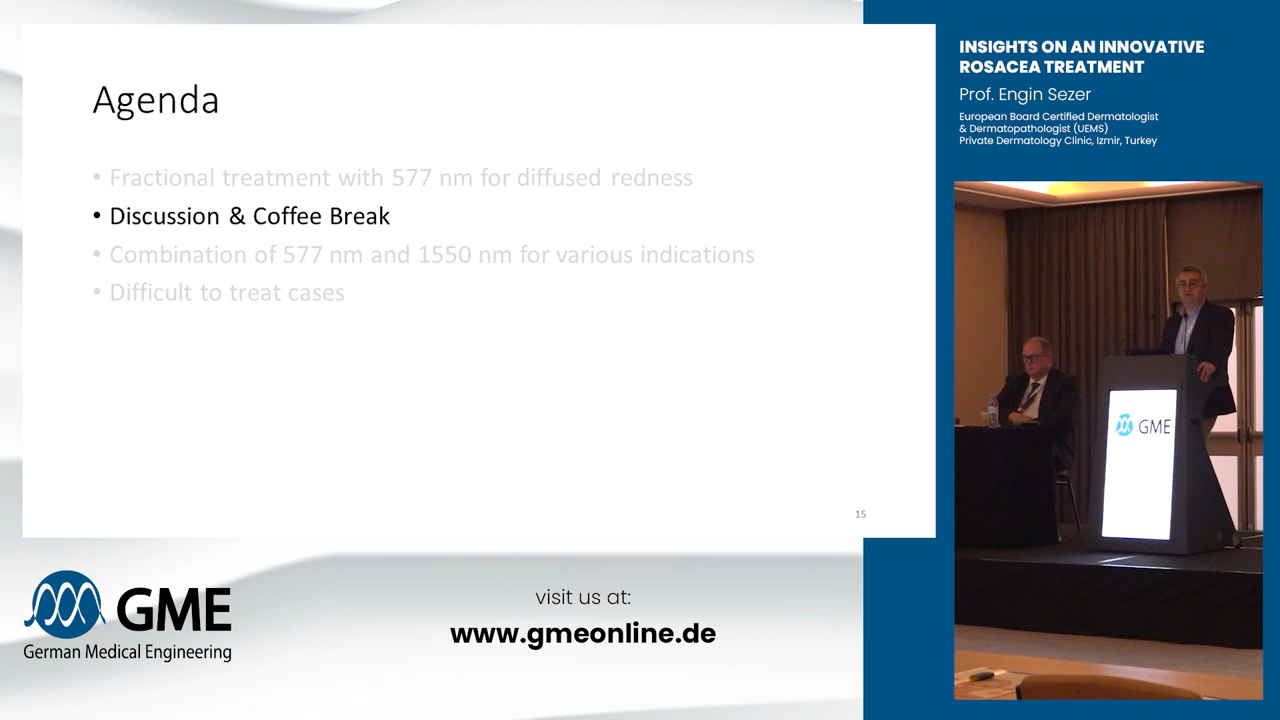 Agenda
• Fractional treatment with 577 nm for diffused redness
• Discussion & Coffee Break
• Combination of 577 nm and 1550 nm for various indications
• Difficult to treat cases
15
INSIGHTS ON AN INNOVATIVE
ROSACEA TREATMENT
Prof. Engin Sezer
European Board Certified Dermatologist
& Dermatopathologist (UEMS)
Private Dermatology Clinic, Izmir, Turkey
GME
GME
German Medical Engineering
visit us at:
www.gmeonline.de